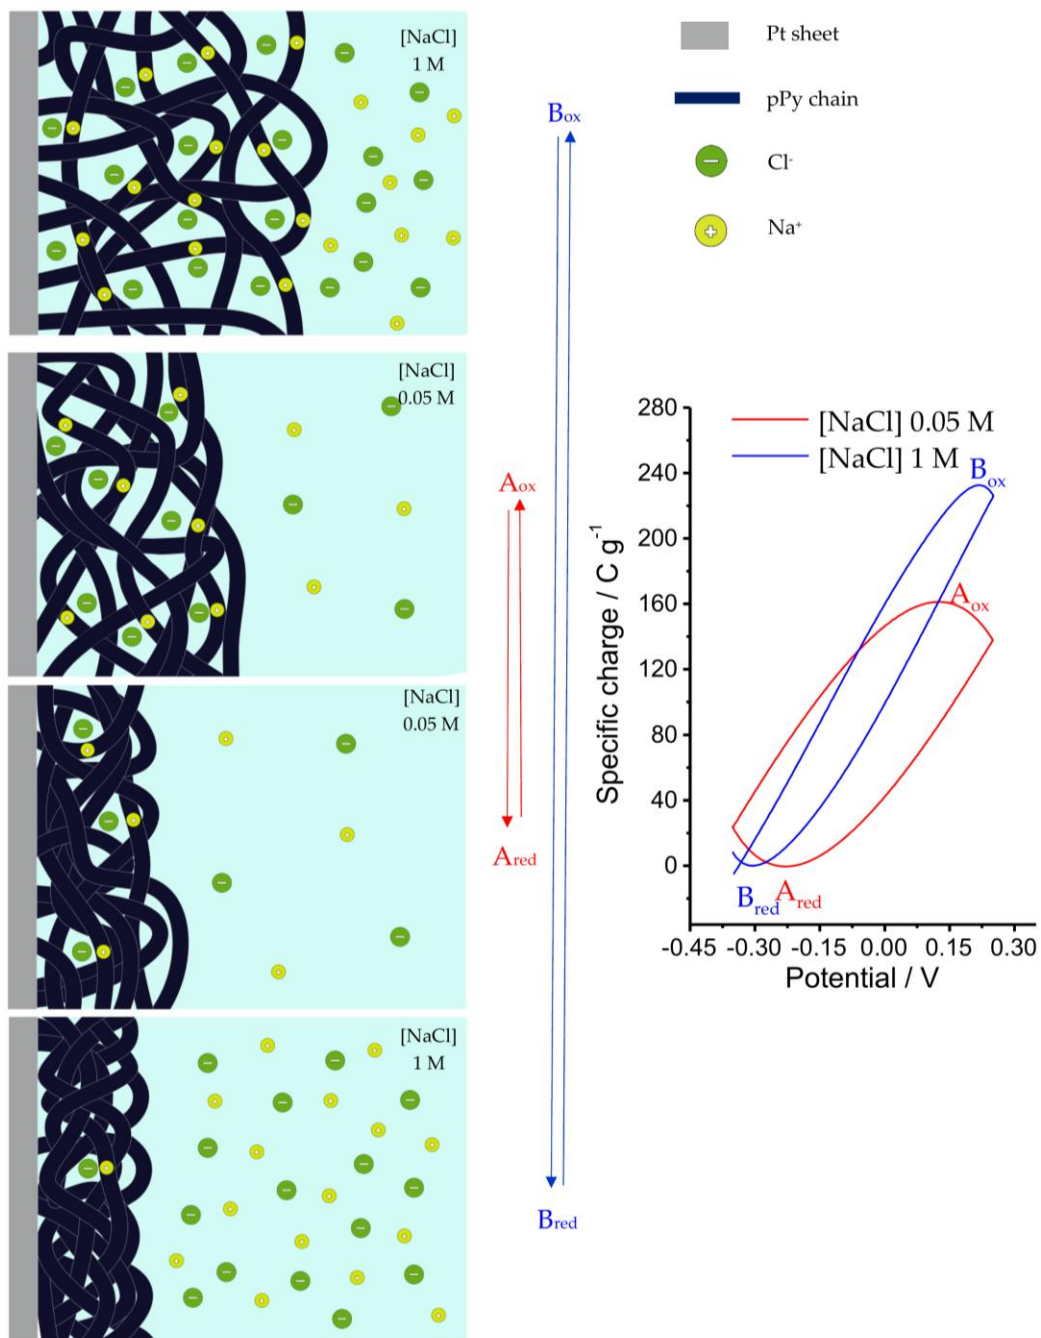 [NaCl]
1 M
Pt sheet
pPy chain
Cl-
Na+
Box
[NaCl]
0.05 M
Aox
Ared
[NaCl]
0.05 M
[NaCl]
1 M
Bred
[NaCl] 0.05 M
[NaCl] 1 M
Box
Aox
Bred
Ared
280
240
200
160
120
80
40
0
Specific charge / C g-1
-0.45 -0.30 -0.15 0.00 0.15 0.30
Potential / V